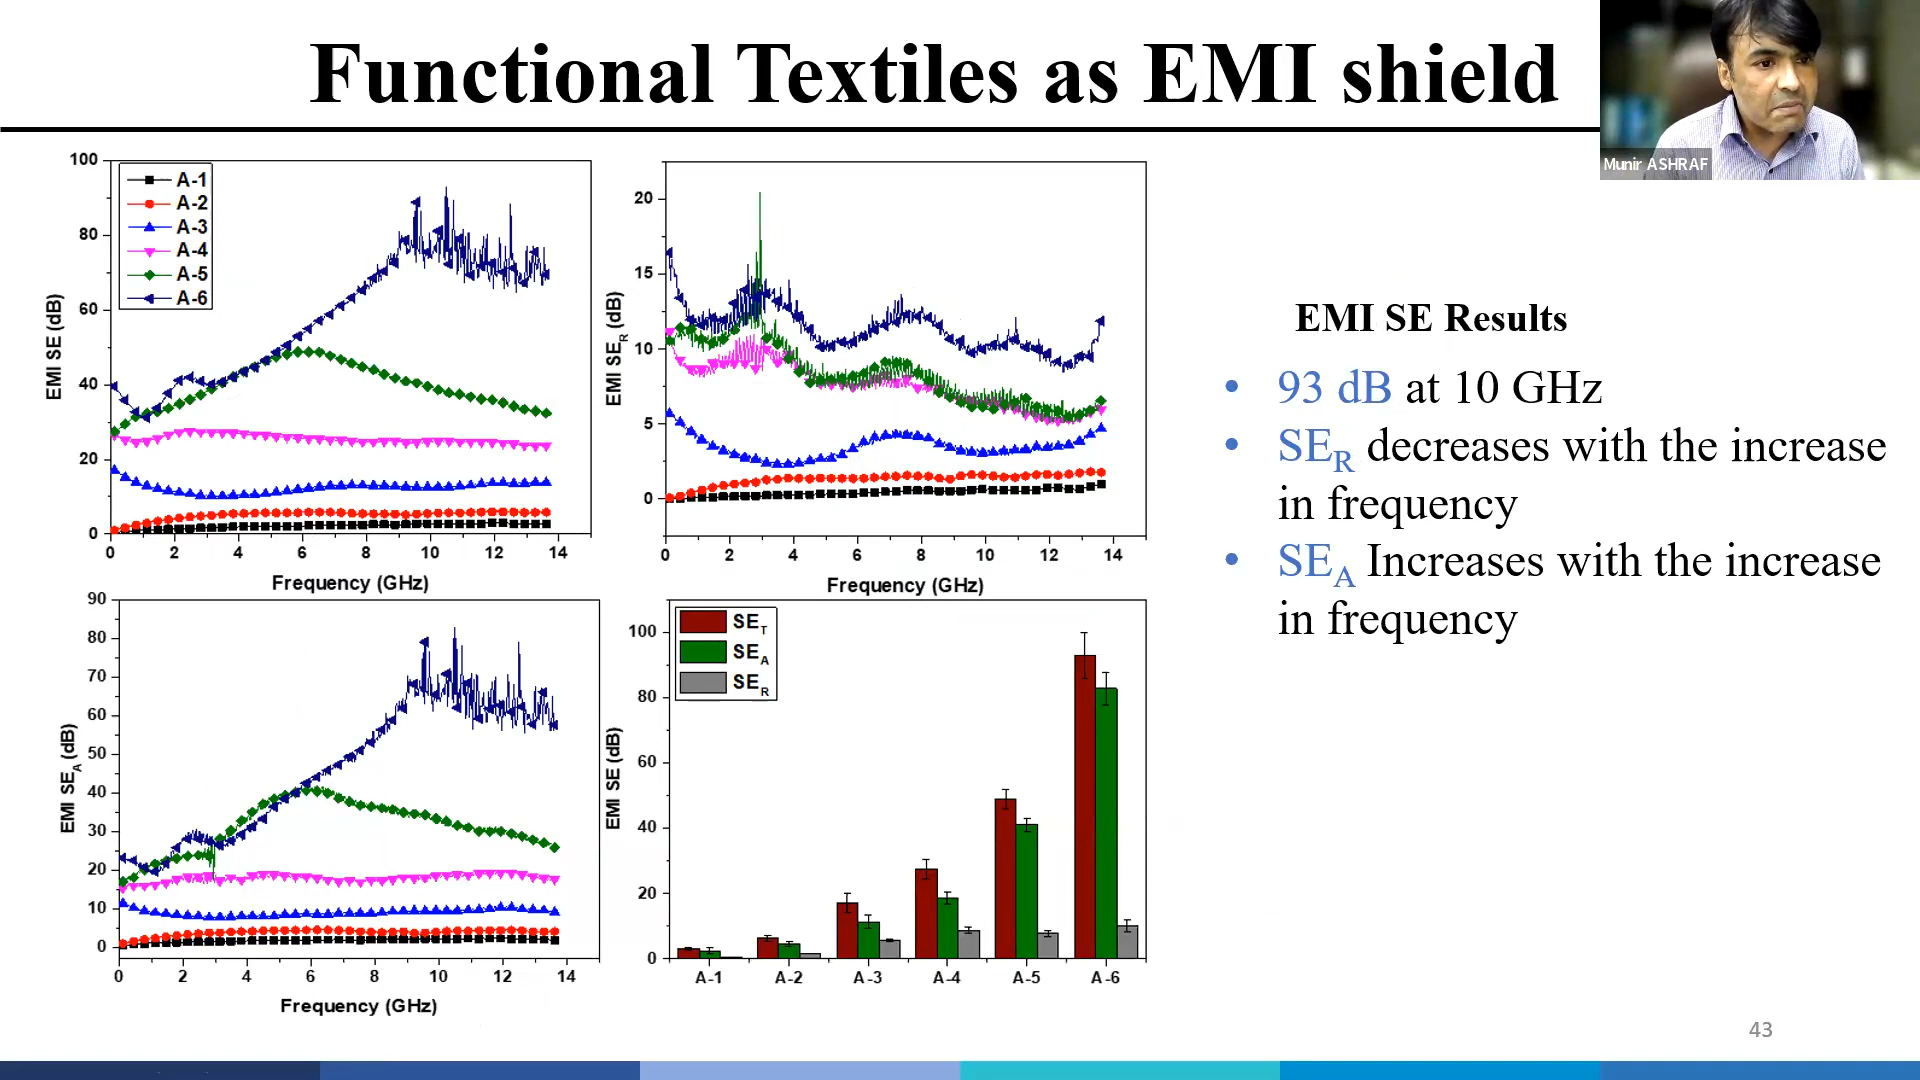 Functional Textiles as EMI shield
Munir ASHRAF
100
80
60
40
20
0
EMI SE (dB)
A-1
A-2
A-3
A-4
A-5
A-6
0 2 4 6 8 10 12 14
Frequency (GHz)
20
15
10
5
0
EMI SER (dB)
0 2 4 6 8 10 12 14
Frequency (GHz)
90
80
70
60
50
40
30
20
10
0
EMI SEA (dB)
0 2 4 6 8 10 12 14
Frequency (GHz)
100
80
60
40
20
0
EMI SE (dB)
SET
SEA
SER
A-1 A-2 A-3 A-4 A-5 A-6
EMI SE Results
• 93 dB at 10 GHz
• SER decreases with the increase
in frequency
• SEA Increases with the increase
in frequency
43